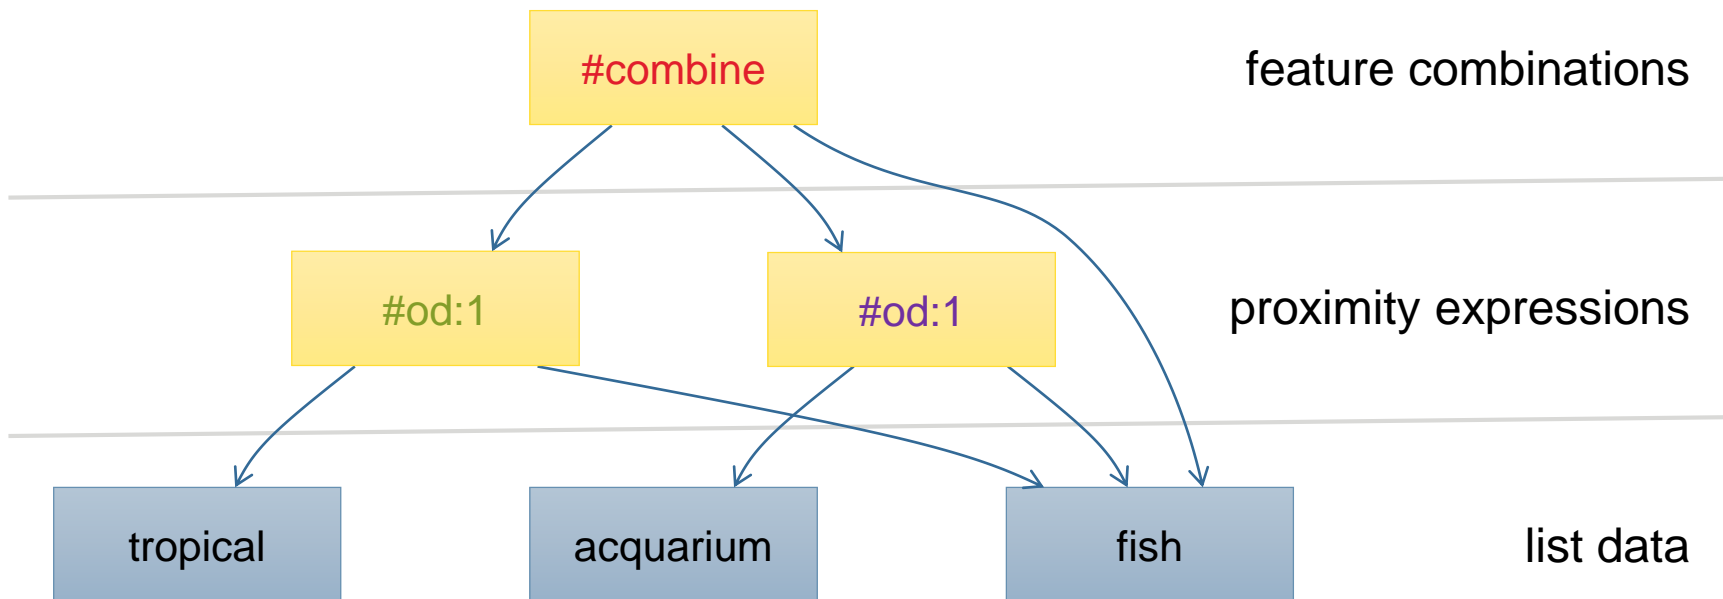 #combine
feature combinations
#od:1
#od:1
proximity expressions
tropical
acquarium
fish
list data